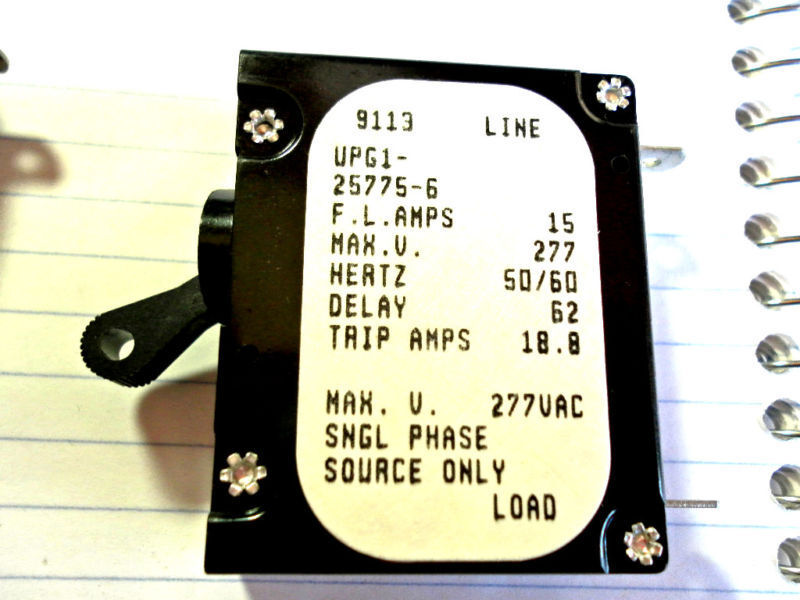 9113 LINE
UPG1-
25775-6
F.L.AMPS 15
MAX.V. 277
HERTZ 50/60
DELAY 62
TRIP AMPS 18.8
MAX. V. 277VAC
SNGL PHASE
SOURCE ONLY
LOAD